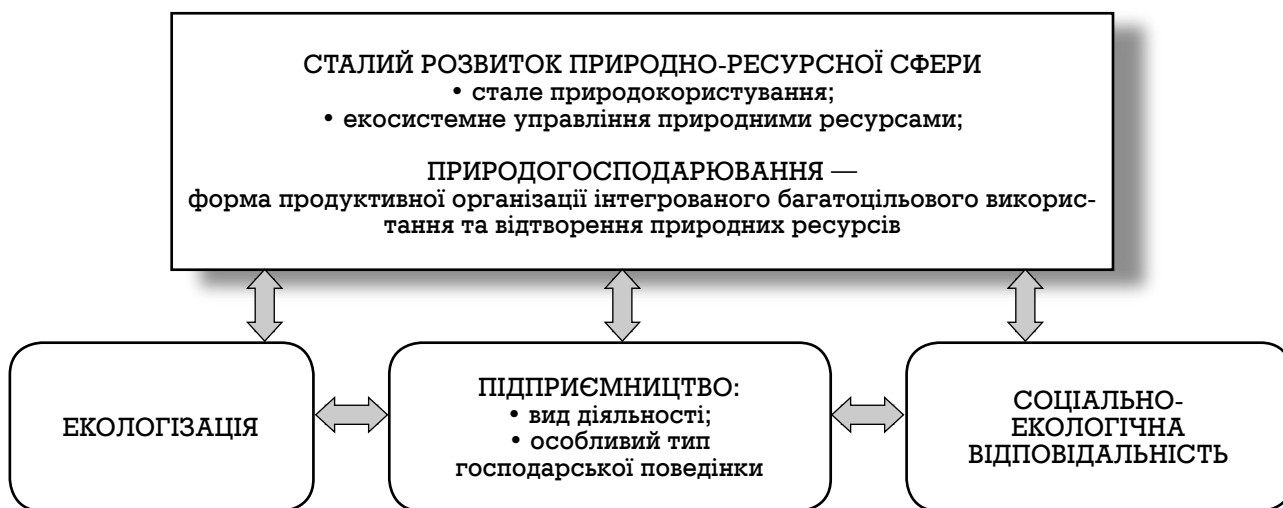 СТАЛИЙ РОЗВИТОК ПРИРОДНО-РЕСУРСНОЇ СФЕРИ
• стале природокористування;
• екосистемне управління природними ресурсами;
ПРИРОДОГОСПОДАРЮВАННЯ —
форма продуктивної організації інтегрованого багатоцільового викорис-
тання та відтворення природних ресурсів
ЕКОЛОГІЗАЦІЯ
ПІДПРИЄМНИЦТВО:
• вид діяльності;
• особливий тип
господарської поведінки
СОЦІАЛЬНО-
ЕКОЛОГІЧНА
ВІДПОВІДАЛЬНІСТЬ